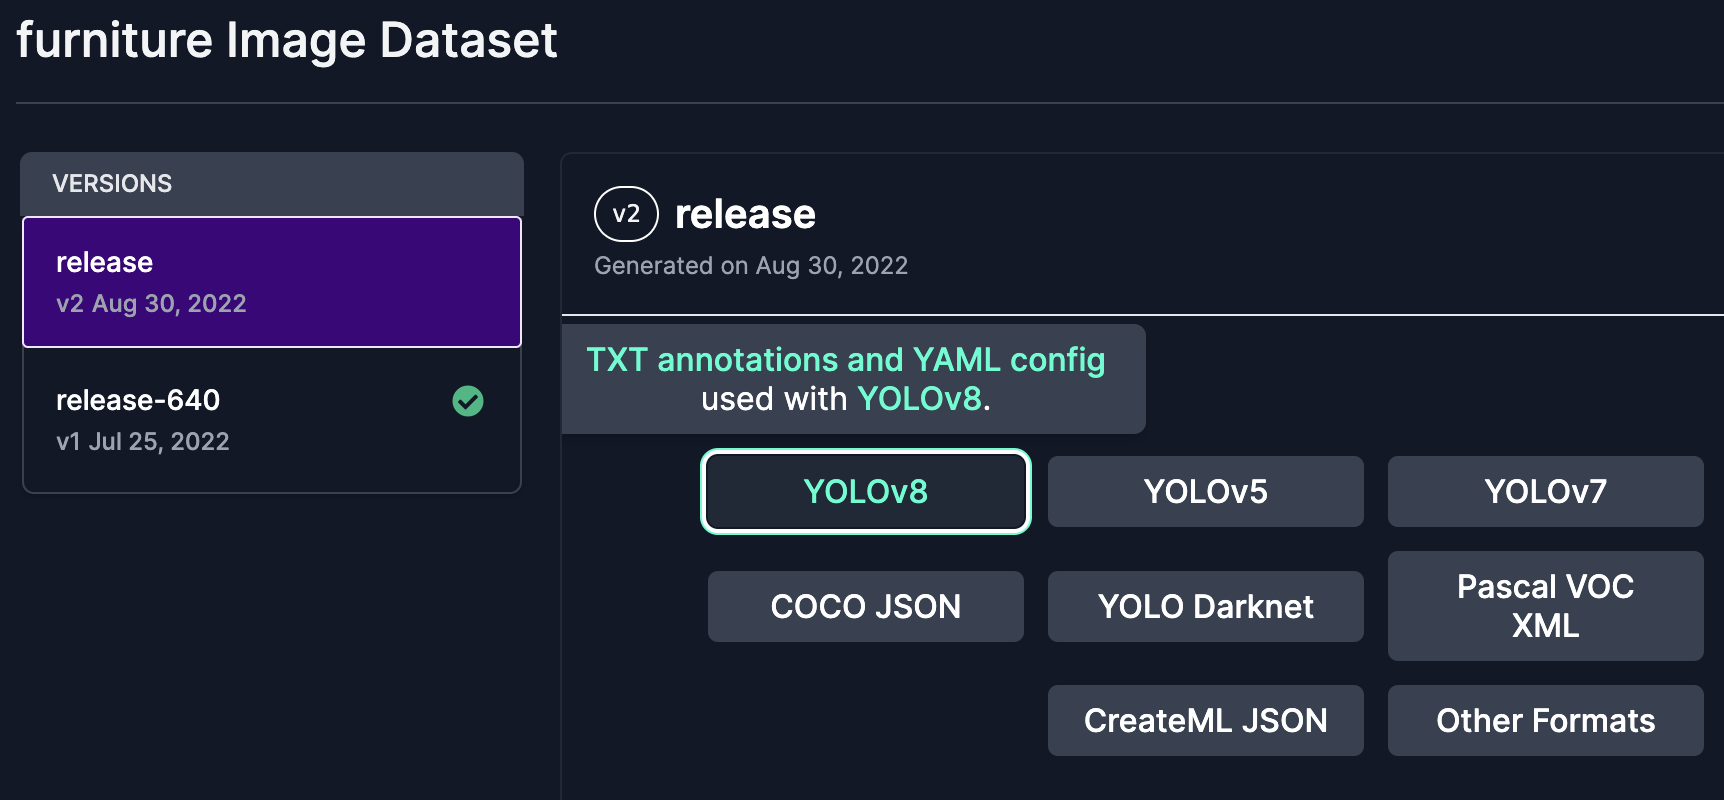 furniture Image Dataset
VERSIONS
release
v2 Aug 30, 2022
release-640
v1 Jul 25, 2022
v2 release
Generated on Aug 30, 2022
TXT annotations and YAML config
used with YOLOv8.
YOLOv8
YOLOv5
YOLOv7
COCO JSON
YOLO Darknet
Pascal VOC
XML
CreateML JSON
Other Formats